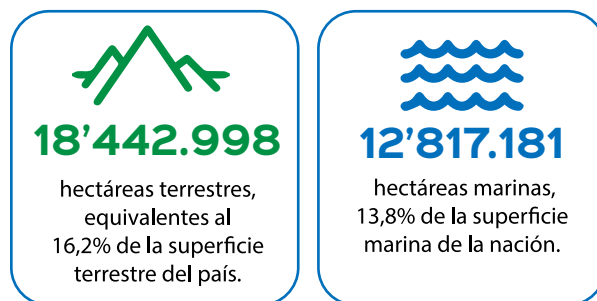 18’442.998
hectáreas terrestres,
equivalentes al
16,2% de la superficie
terrestre del país.
12’817.181
hectáreas marinas,
13,8% de la superficie
marina de la nación.